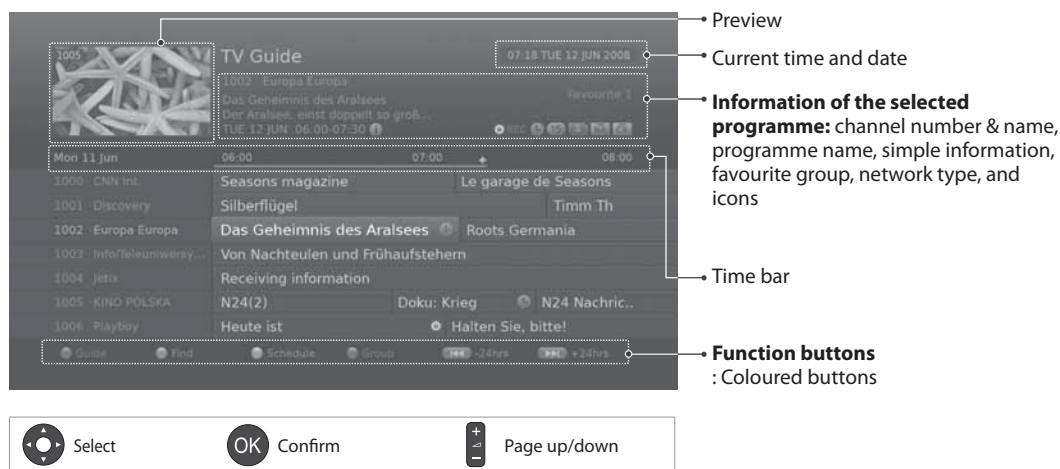 Preview
1005
TV Guide
07:18 TUE 12 JUN 2008
Current time and date
1002 Europa Europa
Favourite 1
Das Geheimnis des Aralsees
Der Aralsee, einst doppelt so groß...
TUE 12 JUN 06:00-07:30
REC
Information of the selected
programme: channel number & name,
programme name, simple information,
favourite group, network type, and
icons
Mon 11 Jun 06:00 07:00 08:00
1000 CNN Int. Seasons magazine Le garage de Seasons
1001 Discovery Silberflügel Timm Th
1002 Europa Europa Das Geheimnis des Aralsees Roots Germania
1003 Von Nachteulen und Frühaufstehern
1004 Jetix Receiving information
Time bar
1005 KINO POLSKA N24(2) Doku: Krieg N24 Nachric..
1006 Playboy Heute ist Halten Sie, bitte!
Guide Find Schedule Group -24hrs +24hrs
Function buttons
: Coloured buttons
Select OK Confirm + − Page up/down